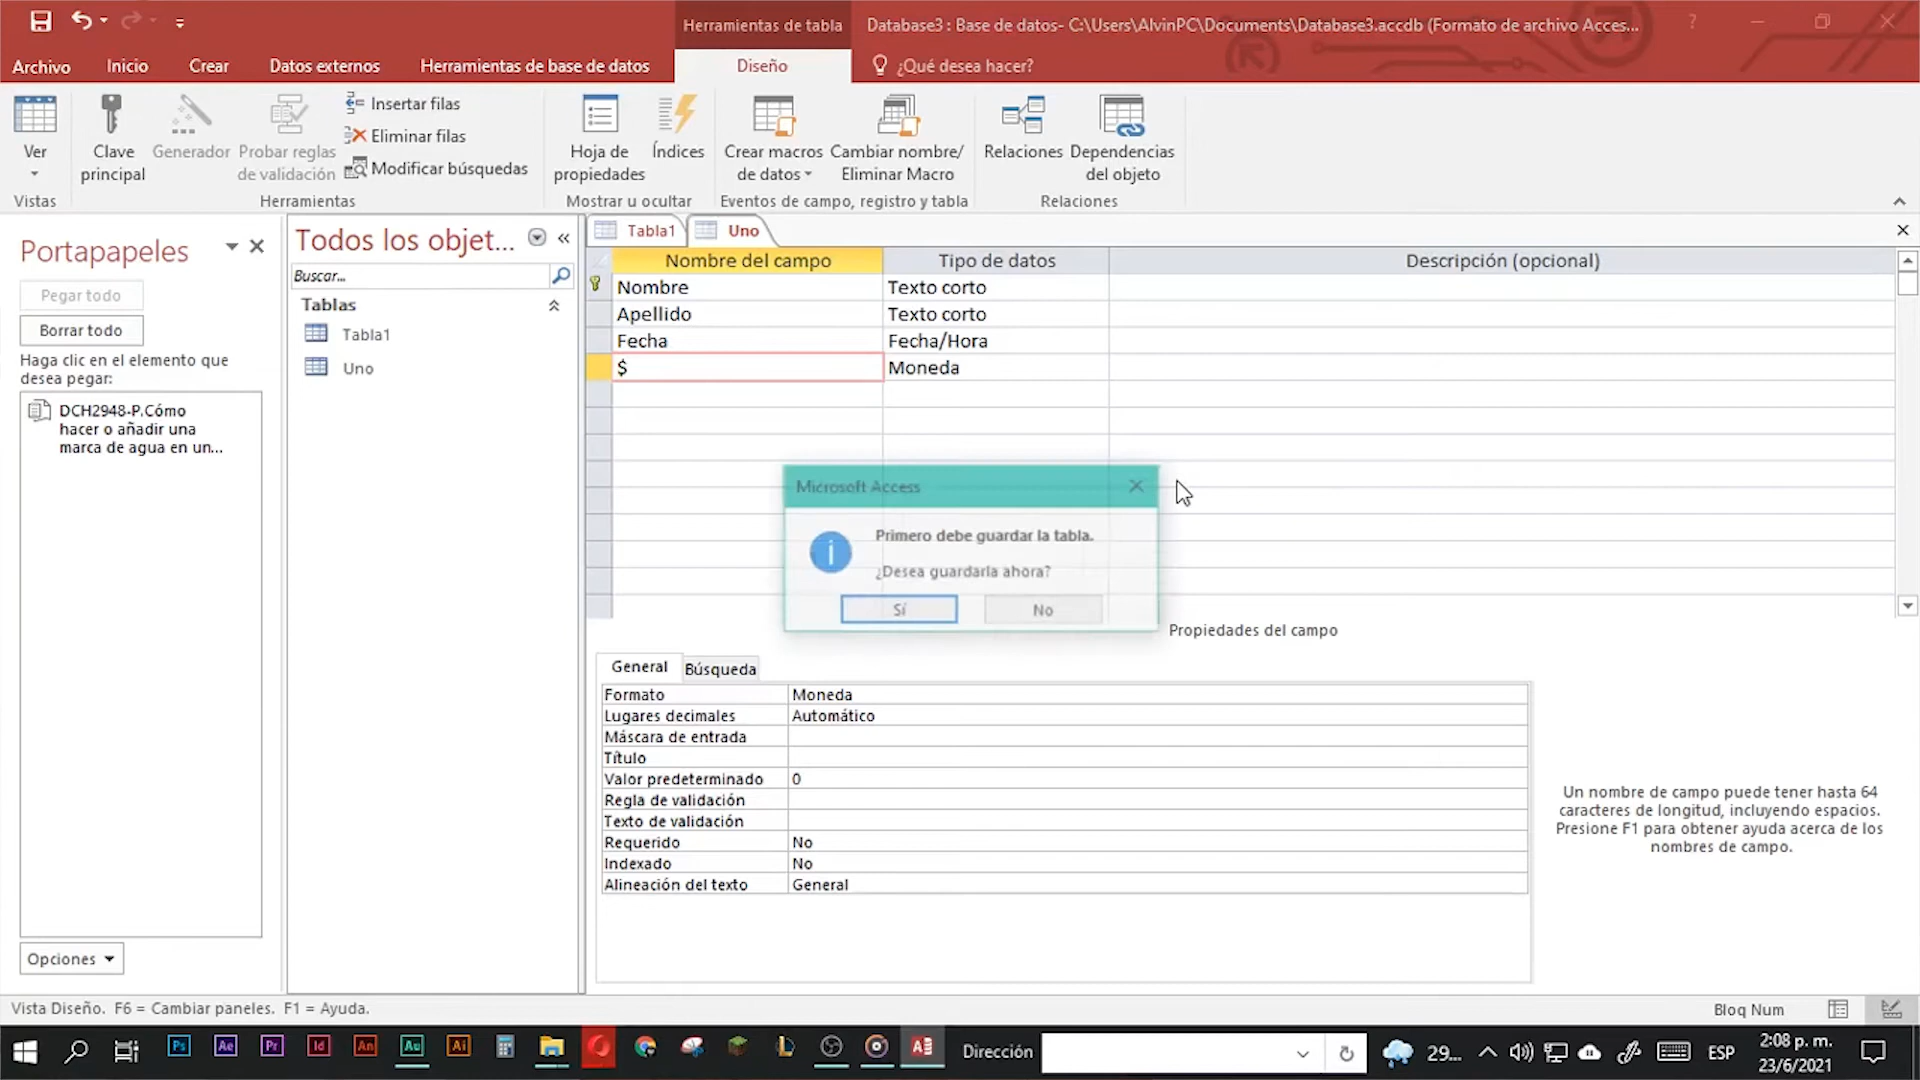 Herramientas de tabla
Database3 : Base de datos- C:\Users\AlvinPC\Documents\Database3.accdb (Formato de archivo Acces...
?
Archivo
Inicio
Crear
Datos externos
Herramientas de base de datos
Diseño
¿Qué desea hacer?
Ver
Clave principal
Generador
Probar reglas de validación
Insertar filas
Eliminar filas
Modificar búsquedas
Hoja de propiedades
Índices
Crear macros de datos
Cambiar nombre/ Eliminar Macro
Relaciones
Dependencias del objeto
Vistas
Herramientas
Mostrar u ocultar
Eventos de campo, registro y tabla
Relaciones
Portapapeles
Pegar todo
Borrar todo
Haga clic en el elemento que
desea pegar:
DCH2948-P.Cómo
hacer o añadir una
marca de agua en un...
Opciones
Todos los objet...
Buscar...
Tablas
Tabla1
Uno
Tabla1
Uno
Nombre del campo
Tipo de datos
Descripción (opcional)
Nombre
Texto corto
Apellido
Texto corto
Fecha
Fecha/Hora
$
Moneda
Microsoft Access
Primero debe guardar la tabla.
¿Desea guardarla ahora?
Sí
No
Propiedades del campo
General
Búsqueda
Formato
Moneda
Lugares decimales
Automático
Máscara de entrada
Título
Valor predeterminado
0
Regla de validación
Texto de validación
Requerido
No
Indexado
No
Alineación del texto
General
Un nombre de campo puede tener hasta 64
caracteres de longitud, incluyendo espacios.
Presione F1 para obtener ayuda acerca de los
nombres de campo.
Vista Diseño. F6 = Cambiar paneles. F1 = Ayuda.
Bloq Num
Ps
Ae
Pr
Id
An
Au
Ai
Dirección
29...
ESP
2:08 p. m.
23/6/2021